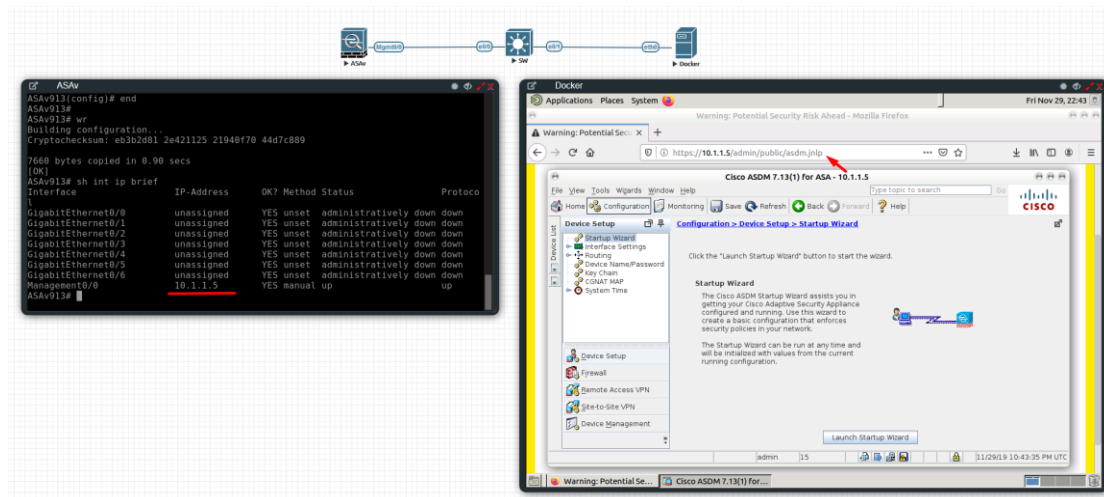 Mgmt0/0
e0/0
e0/1
eth0
ASAv
SW
Docker
ASAv
ASAv913(config)# end
ASAv913#
ASAv913# wr
Building configuration...
Cryptochecksum: eb3b2d81 2e421125 21940f70 44d7c889
7660 bytes copied in 0.90 secs
[OK]
ASAv913# sh int ip brief
Interface IP-Address OK? Method Status Protoco
l
GigabitEthernet0/0 unassigned YES unset administratively down down
GigabitEthernet0/1 unassigned YES unset administratively down down
GigabitEthernet0/2 unassigned YES unset administratively down down
GigabitEthernet0/3 unassigned YES unset administratively down down
GigabitEthernet0/4 unassigned YES unset administratively down down
GigabitEthernet0/5 unassigned YES unset administratively down down
GigabitEthernet0/6 unassigned YES unset administratively down down
Management0/0 10.1.1.5 YES manual up up
ASAv913#
Docker
Applications Places System Fri Nov 29, 22:43
Warning: Potential Security Risk Ahead - Mozilla Firefox
Warning: Potential Secu
https://10.1.1.5/admin/public/asdm.jnlp
Cisco ASDM 7.13(1) for ASA - 10.1.1.5
File View Tools Wizards Window Help Type topic to search Go
Home Configuration Monitoring Save Refresh Back Forward Help
CISCO
Device List
Device Setup
Startup Wizard
Interface Settings
Routing
Device Name/Password
Key Chain
CGNAT MAP
System Time
Device Setup
Firewall
Remote Access VPN
Site-to-Site VPN
Device Management
Configuration > Device Setup > Startup Wizard
Click the "Launch Startup Wizard" button to start the wizard.
Startup Wizard
The Cisco ASDM Startup Wizard assists you in
getting your Cisco Adaptive Security Appliance
configured and running. Use this wizard to
create a basic configuration that enforces
security policies in your network.
The Startup Wizard can be run at any time and
will be initialized with values from the current
running configuration.
Launch Startup Wizard
admin 15 11/29/19 10:43:35 PM UTC
Warning: Potential Se... Cisco ASDM 7.13(1) for...